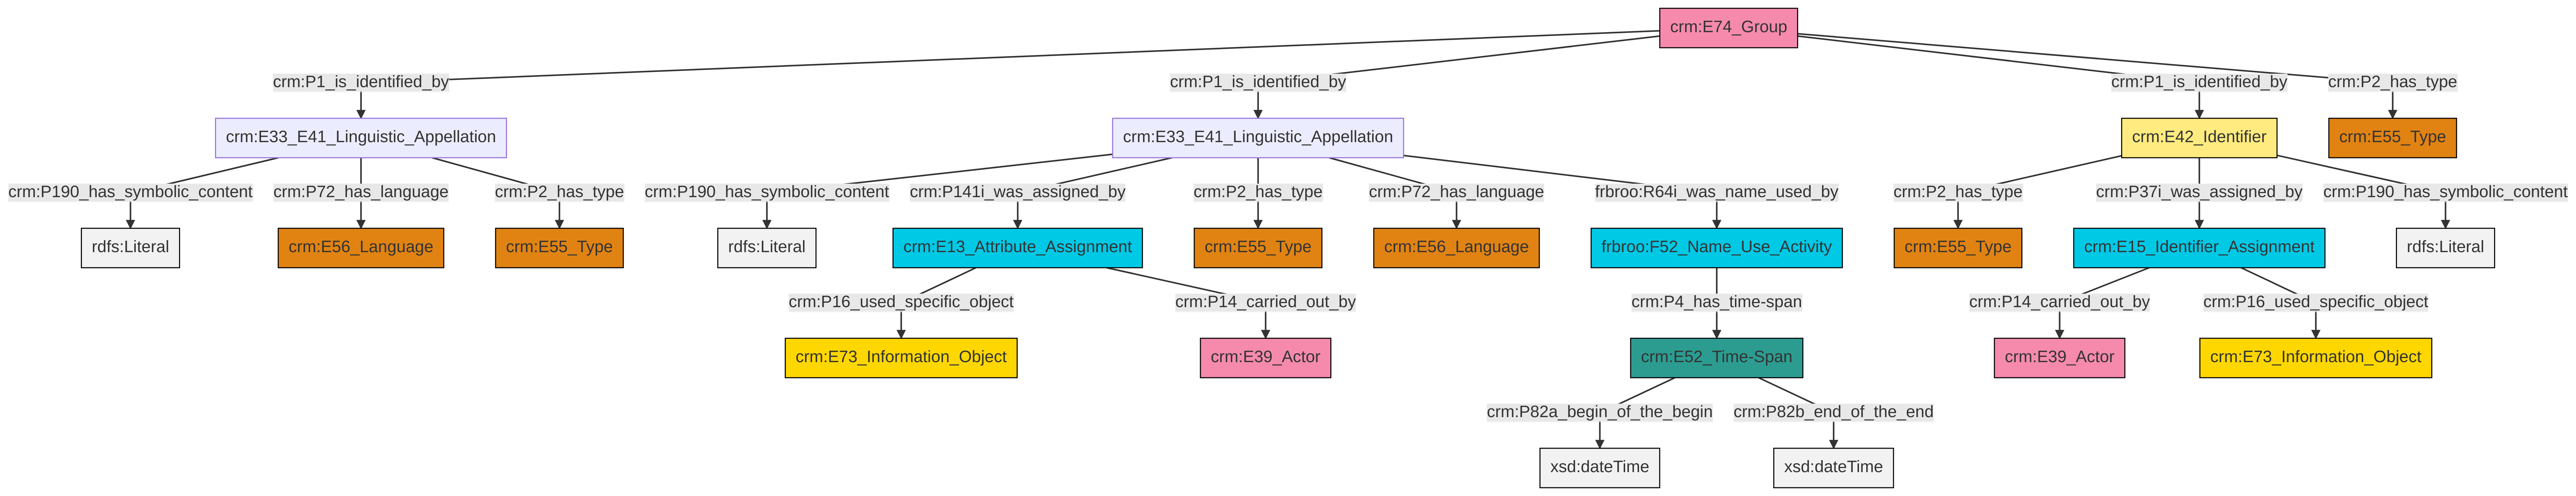 crm:E74_Group
crm:P1_is_identified_by
crm:P1_is_identified_by
crm:P1_is_identified_by
crm:P2_has_type
crm:E33_E41_Linguistic_Appellation
crm:E33_E41_Linguistic_Appellation
crm:E42_Identifier
crm:E55_Type
crm:P190_has_symbolic_content
crm:P72_has_language
crm:P2_has_type
crm:P190_has_symbolic_content
crm:P141i_was_assigned_by
crm:P2_has_type
crm:P72_has_language
frbroo:R64i_was_name_used_by
crm:P2_has_type
crm:P37i_was_assigned_by
crm:P190_has_symbolic_content
rdfs:Literal
crm:E56_Language
crm:E55_Type
rdfs:Literal
crm:E13_Attribute_Assignment
crm:E55_Type
crm:E56_Language
frbroo:F52_Name_Use_Activity
crm:E55_Type
crm:E15_Identifier_Assignment
rdfs:Literal
crm:P16_used_specific_object
crm:P14_carried_out_by
crm:P4_has_time-span
crm:P14_carried_out_by
crm:P16_used_specific_object
crm:E73_Information_Object
crm:E39_Actor
crm:E52_Time-Span
crm:E39_Actor
crm:E73_Information_Object
crm:P82a_begin_of_the_begin
crm:P82b_end_of_the_end
xsd:dateTime
xsd:dateTime